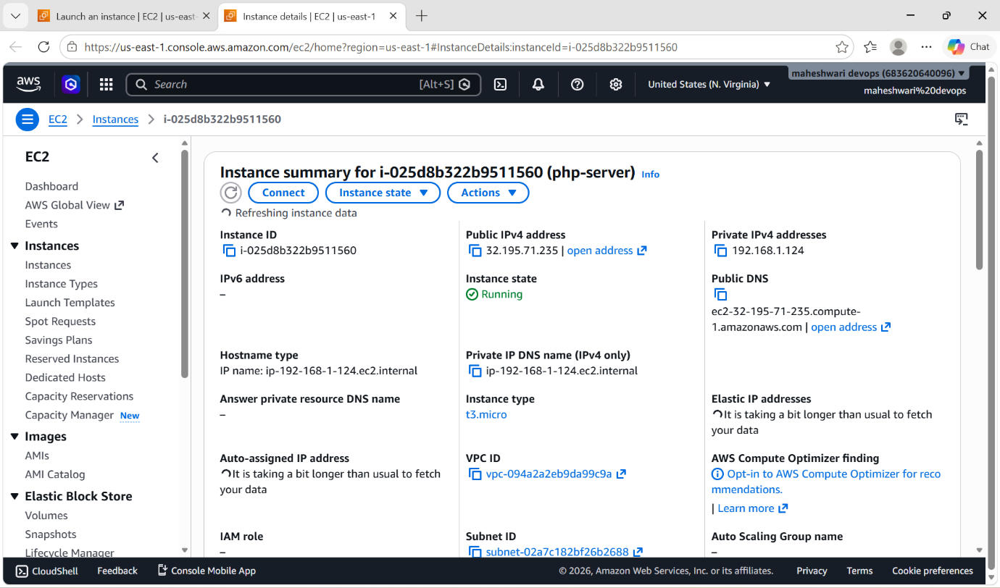 Launch an instance | EC2 | us-east-
Instance details | EC2 | us-east-1
https://us-east-1.console.aws.amazon.com/ec2/home?region=us-east-1#InstanceDetails:instanceId=i-025d8b322b9511560
Chat
aws
Search
[Alt+S]
United States (N. Virginia)
maheshwari devops (683620640096)
maheshwari%20devops
EC2
Instances
i-025d8b322b9511560
EC2
Dashboard
AWS Global View
Events
Instances
Instances
Instance Types
Launch Templates
Spot Requests
Savings Plans
Reserved Instances
Dedicated Hosts
Capacity Reservations
Capacity Manager New
Images
AMIs
AMI Catalog
Elastic Block Store
Volumes
Snapshots
Lifecycle Manager
Instance summary for i-025d8b322b9511560 (php-server) Info
Connect
Instance state
Actions
Refreshing instance data
Instance ID
i-025d8b322b9511560
Public IPv4 address
32.195.71.235 | open address
Private IPv4 addresses
192.168.1.124
IPv6 address
–
Instance state
Running
Public DNS
ec2-32-195-71-235.compute-
1.amazonaws.com | open address
Hostname type
IP name: ip-192-168-1-124.ec2.internal
Private IP DNS name (IPv4 only)
ip-192-168-1-124.ec2.internal
Answer private resource DNS name
–
Instance type
t3.micro
Elastic IP addresses
It is taking a bit longer than usual to fetch
your data
Auto-assigned IP address
It is taking a bit longer than usual to fetch
your data
VPC ID
vpc-094a2a2eb9da99c9a
AWS Compute Optimizer finding
Opt-in to AWS Compute Optimizer for reco
mmendations.
| Learn more
IAM role
–
Subnet ID
subnet-02a7c182bf26b2688
Auto Scaling Group name
–
CloudShell
Feedback
Console Mobile App
© 2026, Amazon Web Services, Inc. or its affiliates.
Privacy
Terms
Cookie preferences